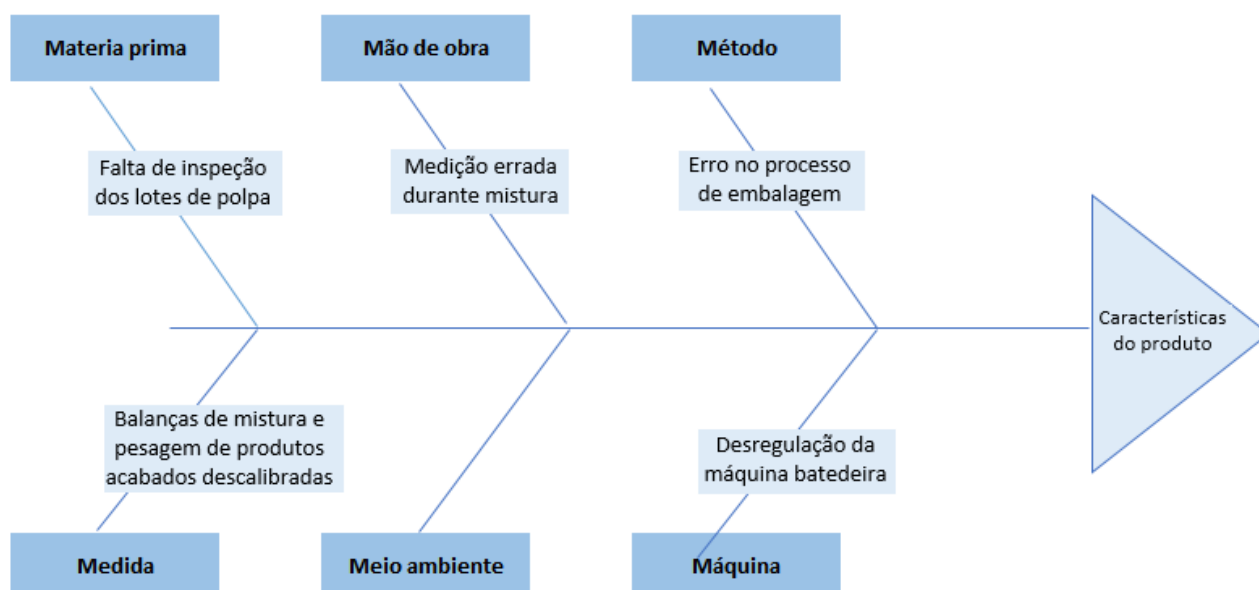 Materia prima
Mão de obra
Método
Falta de inspeção
dos lotes de polpa
Medição errada
durante mistura
Erro no processo
de embalagem
Características
do produto
Balanças de mistura e
pesagem de produtos
acabados descalibradas
Desregulação da
máquina batedeira
Medida
Meio ambiente
Máquina